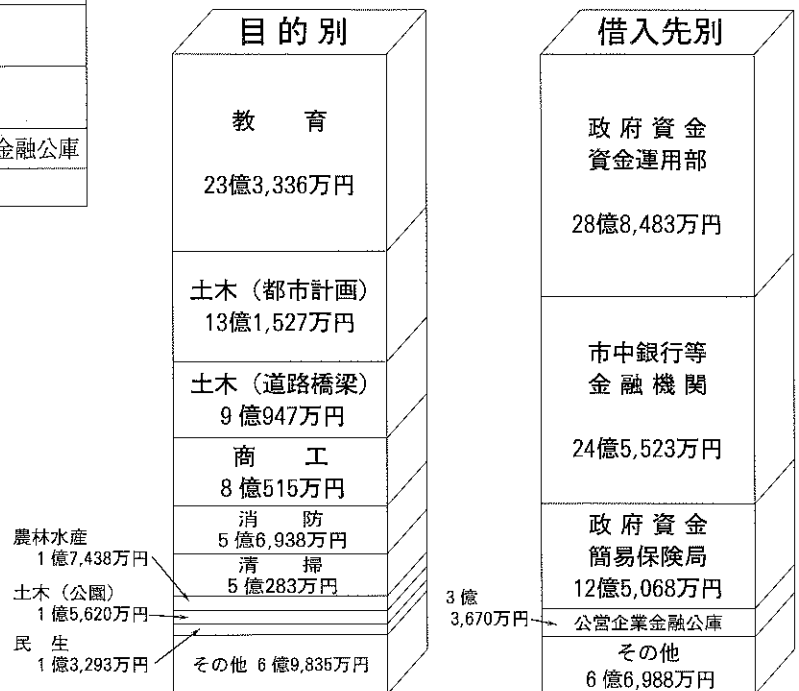 金融公庫
目的別
教 育
23億3,336万円
土木（都市計画）
13億1,527万円
土木（道路橋梁）
9億947万円
商 工
8億515万円
消 防
5億6,938万円
清 掃
5億283万円
農林水産
1億7,438万円
土木（公園）
1億5,620万円
民 生
1億3,293万円
その他 6億9,835万円
借入先別
政府資金
資金運用部
28億8,483万円
市中銀行等
金融機関
24億5,523万円
政府資金
簡易保険局
12億5,068万円
3億
3,670万円
公営企業金融公庫
その他
6億6,988万円